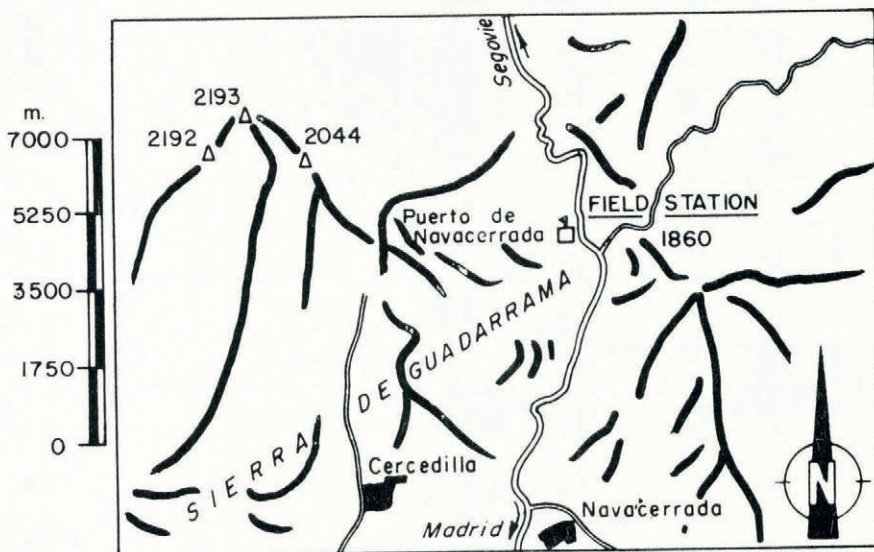 Segovie
m.
7000
5250
3500
1750
0
2193
2192
2044
FIELD STATION
1860
Puerto de
Navacerrada
SIERRA DE GUADARRAMA
Cercedilla
Navacerrada
Madrid
N